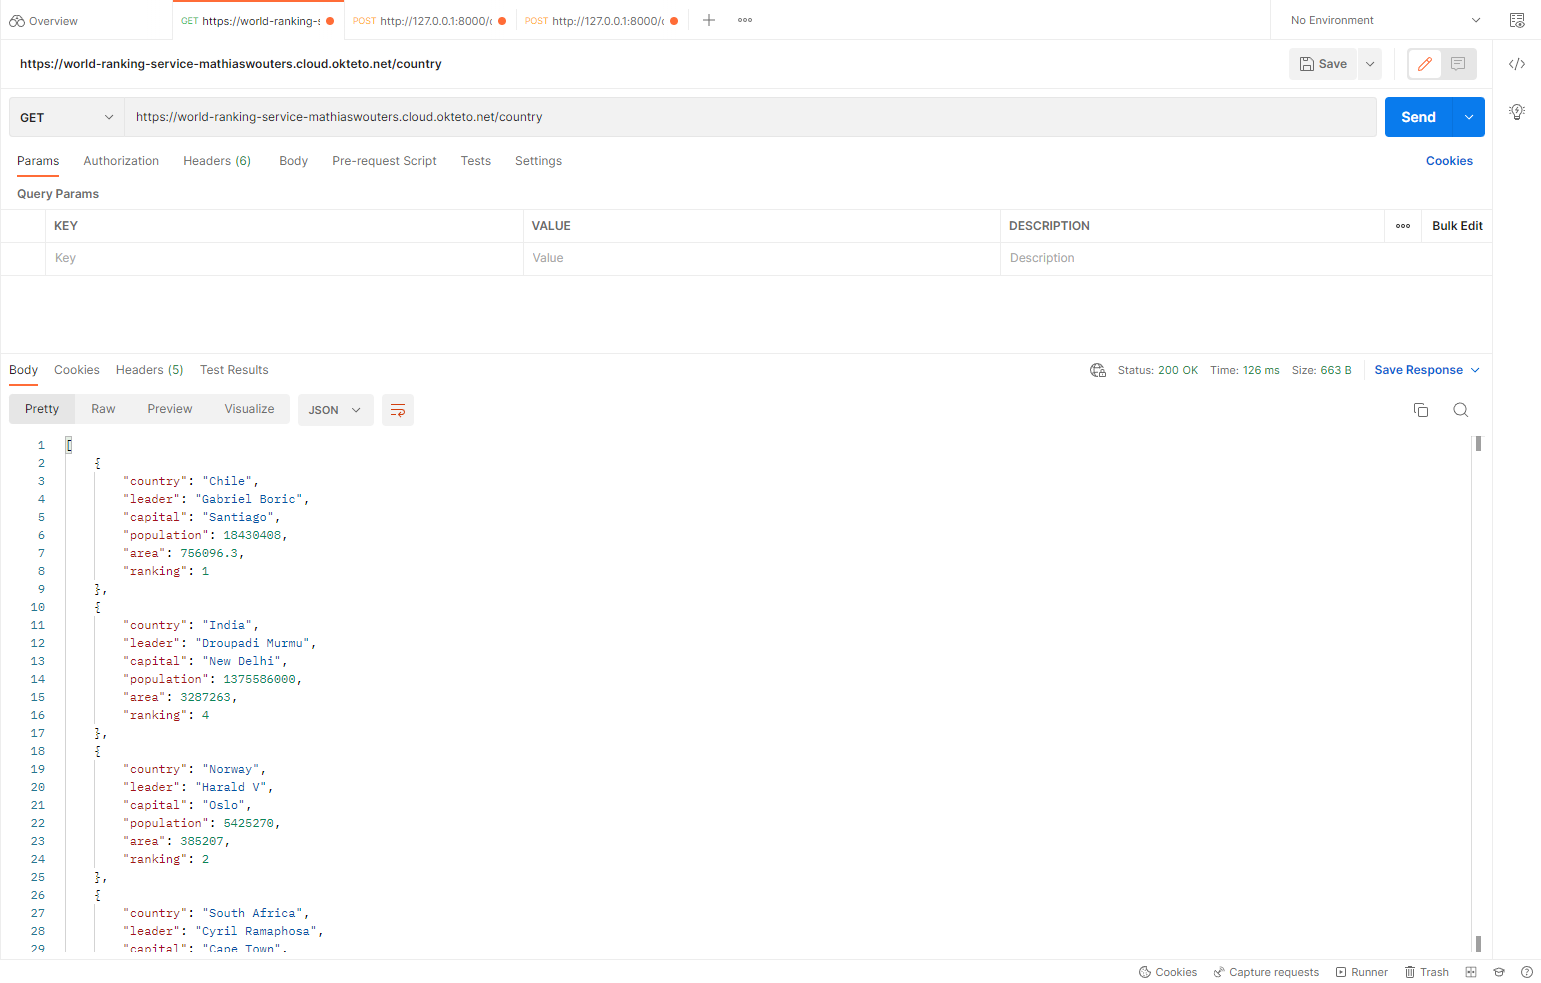 Overview
GET https://world-ranking-s
POST http://127.0.0.1:8000/
POST http://127.0.0.1:8000/
No Environment
https://world-ranking-service-mathiaswouters.cloud.okteto.net/country
Save
GET
https://world-ranking-service-mathiaswouters.cloud.okteto.net/country
Send
Params Authorization Headers (6) Body Pre-request Script Tests Settings Cookies
Query Params
KEY VALUE DESCRIPTION Bulk Edit
Key Value Description
Body Cookies Headers (5) Test Results Status: 200 OK Time: 126 ms Size: 663 B Save Response
Pretty Raw Preview Visualize JSON
1 [
2 {
3 "country": "Chile",
4 "leader": "Gabriel Boric",
5 "capital": "Santiago",
6 "population": 18430408,
7 "area": 756096.3,
8 "ranking": 1
9 },
10 {
11 "country": "India",
12 "leader": "Droupadi Murmu",
13 "capital": "New Delhi",
14 "population": 1375586000,
15 "area": 3287263,
16 "ranking": 4
17 },
18 {
19 "country": "Norway",
20 "leader": "Harald V",
21 "capital": "Oslo",
22 "population": 5425270,
23 "area": 385207,
24 "ranking": 2
25 },
26 {
27 "country": "South Africa",
28 "leader": "Cyril Ramaphosa",
29 "capital": "Cape Town",
Cookies Capture requests Runner Trash